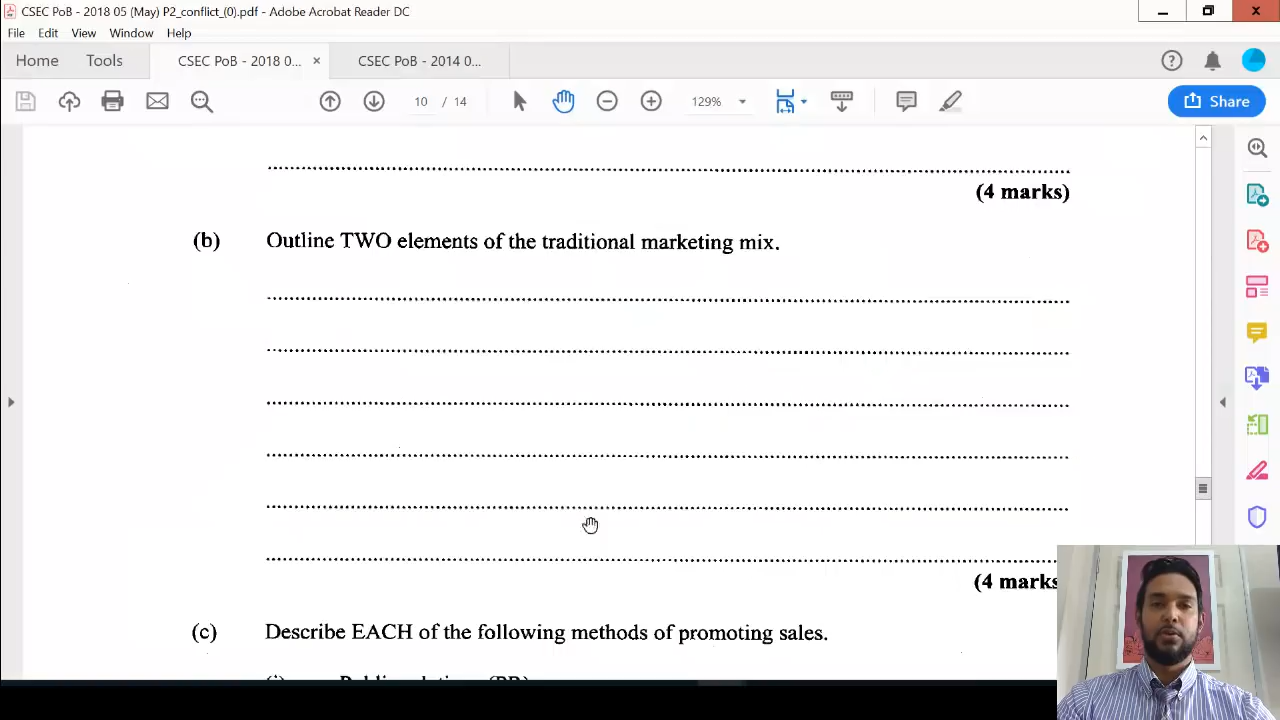 CSEC PoB - 2018 05 (May) P2_conflict_(0).pdf - Adobe Acrobat Reader DC
File Edit View Window Help
Home Tools CSEC PoB - 2018 0... × CSEC PoB - 2014 0...
10 / 14 129% Share
(4 marks)
(b) Outline TWO elements of the traditional marketing mix.
(4 marks
(c) Describe EACH of the following methods of promoting sales.